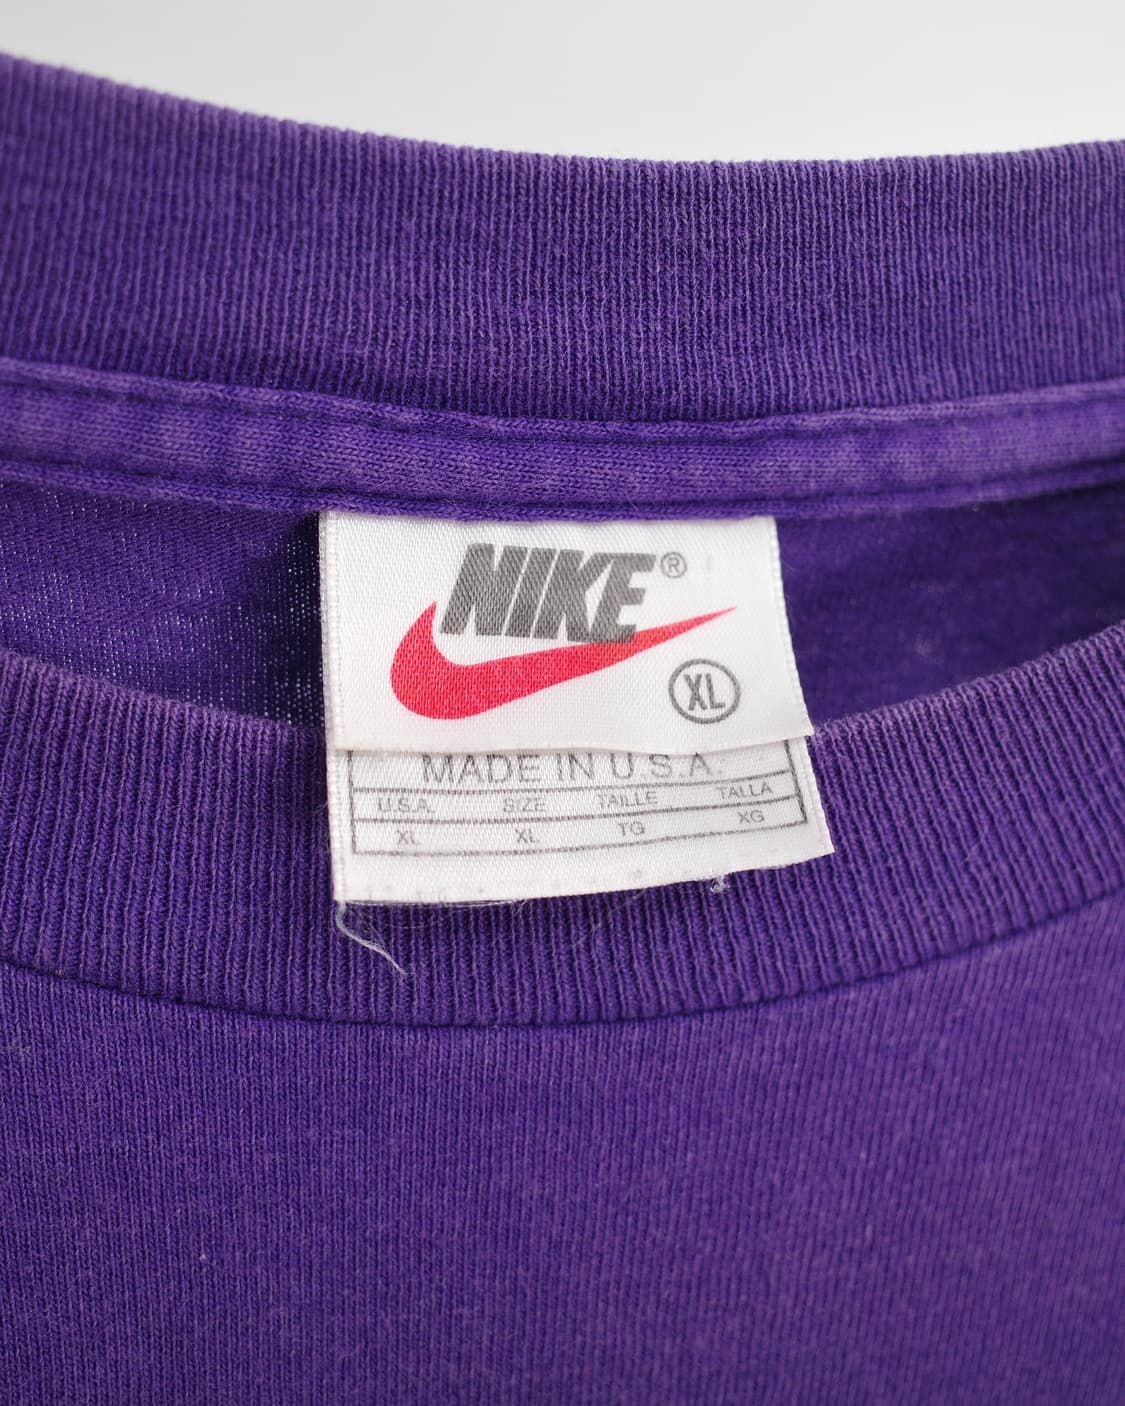 NIKE®
XL
MADE IN U.S.A.
U.S.A. SIZE TAILLE TALLA
XL XL TG XG